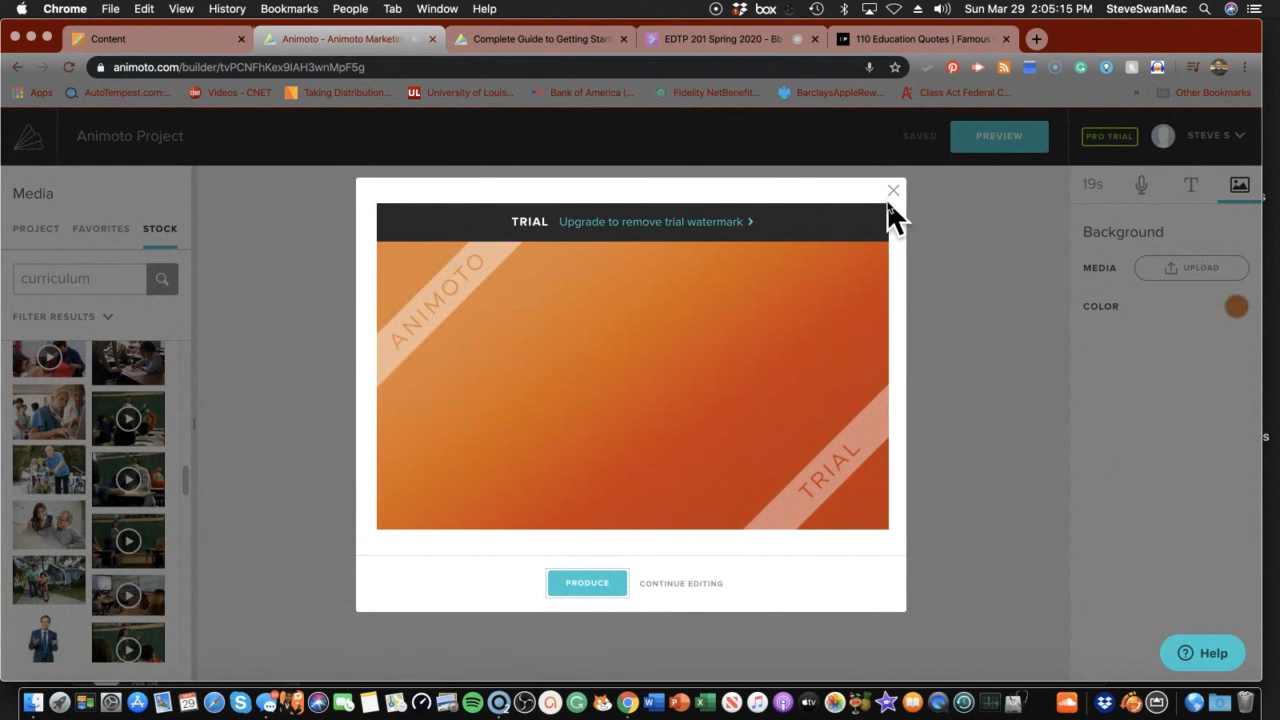 Chrome File Edit View History Bookmarks People Tab Window Help box Sun Mar 29 2:05:15 PM SteveSwanMac
Content Animoto - Animoto Marketin Complete Guide to Getting Start EDTP 201 Spring 2020 - Bb 110 Education Quotes | Famous
animoto.com/builder/tvPCNFhKex9lAH3wnMpF5g
Apps AutoTempest.com:... Videos - CNET Taking Distribution... University of Louis... Bank of America |... Fidelity NetBenefit... BarclaysAppleRew... Class Act Federal C... » Other Bookmarks
Animoto Project SAVED PREVIEW PRO TRIAL STEVE S
Media 19s T
PROJECT FAVORITES STOCK
curriculum
FILTER RESULTS
TRIAL Upgrade to remove trial watermark
ANIMOTO
TRIAL
PRODUCE CONTINUE EDITING
Background
MEDIA UPLOAD
COLOR
Help